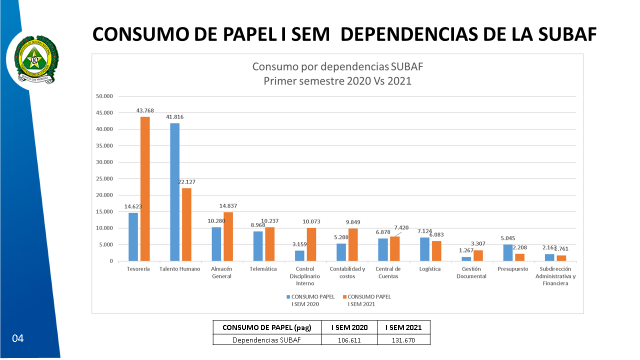 CONSUMO DE PAPEL I SEM  DEPENDENCIAS DE LA SUBAF
Consumo por dependencias SUBAF
Primer semestre 2020 Vs 2021
50.000
45.000
40.000
35.000
30.000
25.000
20.000
15.000
10.000
5.000
0
14.623 43.768
41.816 22.127
10.280 14.837
8.968 10.237
3.159 10.073
5.288 9.849
6.878 7.420
7.124 6.083
1.267 3.307
5.045 2.208
2.163 1.761
Tesorería
Talento Humano
Almacén
General
Telemática
Control
Disciplinario
Interno
Contabilidad y
costos
Central de
Cuentas
Logística
Gestión
Documental
Presupuesto
Subdirección
Administrativa y
Financiera
CONSUMO PAPEL
I SEM 2020
CONSUMO PAPEL
I SEM 2021
CONSUMO DE PAPEL (pag) I SEM 2020 I SEM 2021
Dependencias SUBAF 106.611 131.670
04